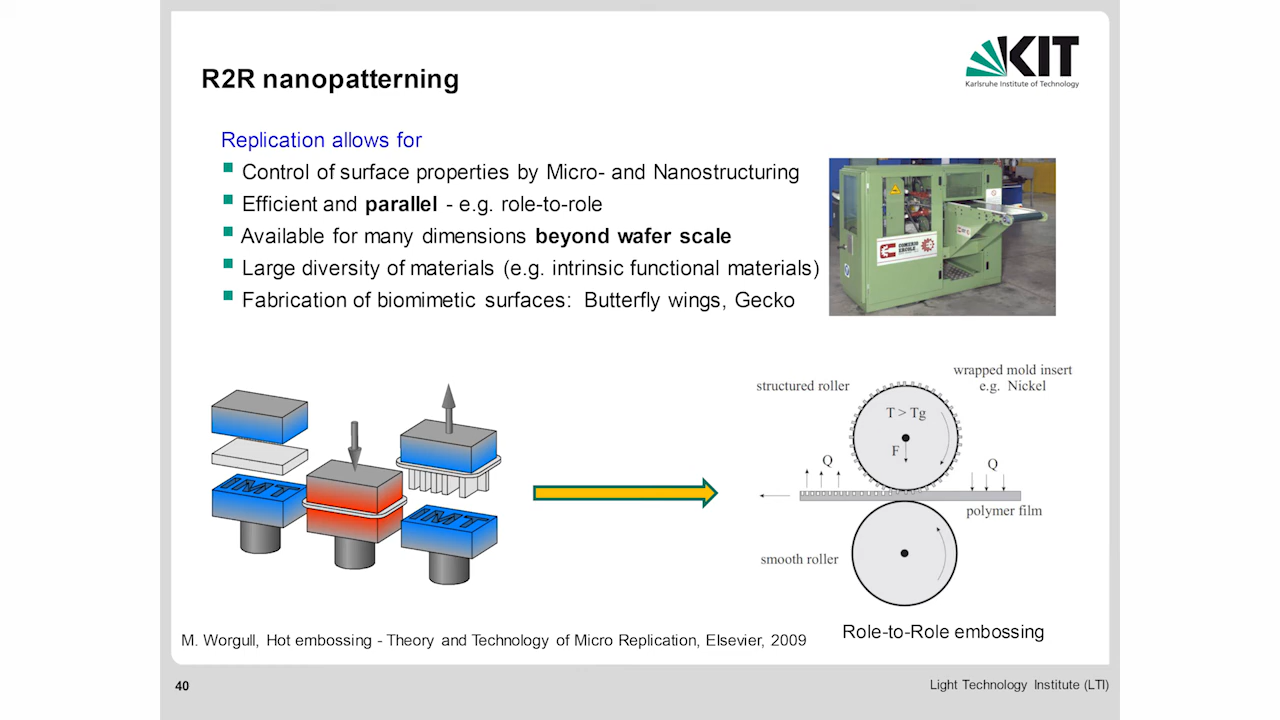 KIT
Karlsruhe Institute of Technology
R2R nanopatterning
Replication allows for
Control of surface properties by Micro- and Nanostructuring
Efficient and parallel - e.g. role-to-role
Available for many dimensions beyond wafer scale
Large diversity of materials (e.g. intrinsic functional materials)
Fabrication of biomimetic surfaces: Butterfly wings, Gecko
COMERIO
ERCOLE
IMT
IMT
structured roller
wrapped mold insert
e.g. Nickel
T > Tg
F
Q
Q
polymer film
smooth roller
Role-to-Role embossing
M. Worgull, Hot embossing - Theory and Technology of Micro Replication, Elsevier, 2009
40
Light Technology Institute (LTI)